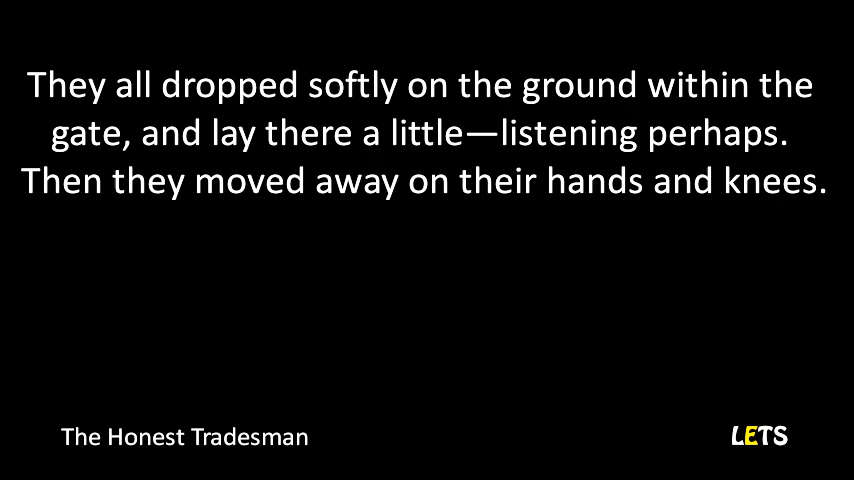 They all dropped softly on the ground within the
gate, and lay there a little—listening perhaps.
Then they moved away on their hands and knees.
The Honest Tradesman
LETS